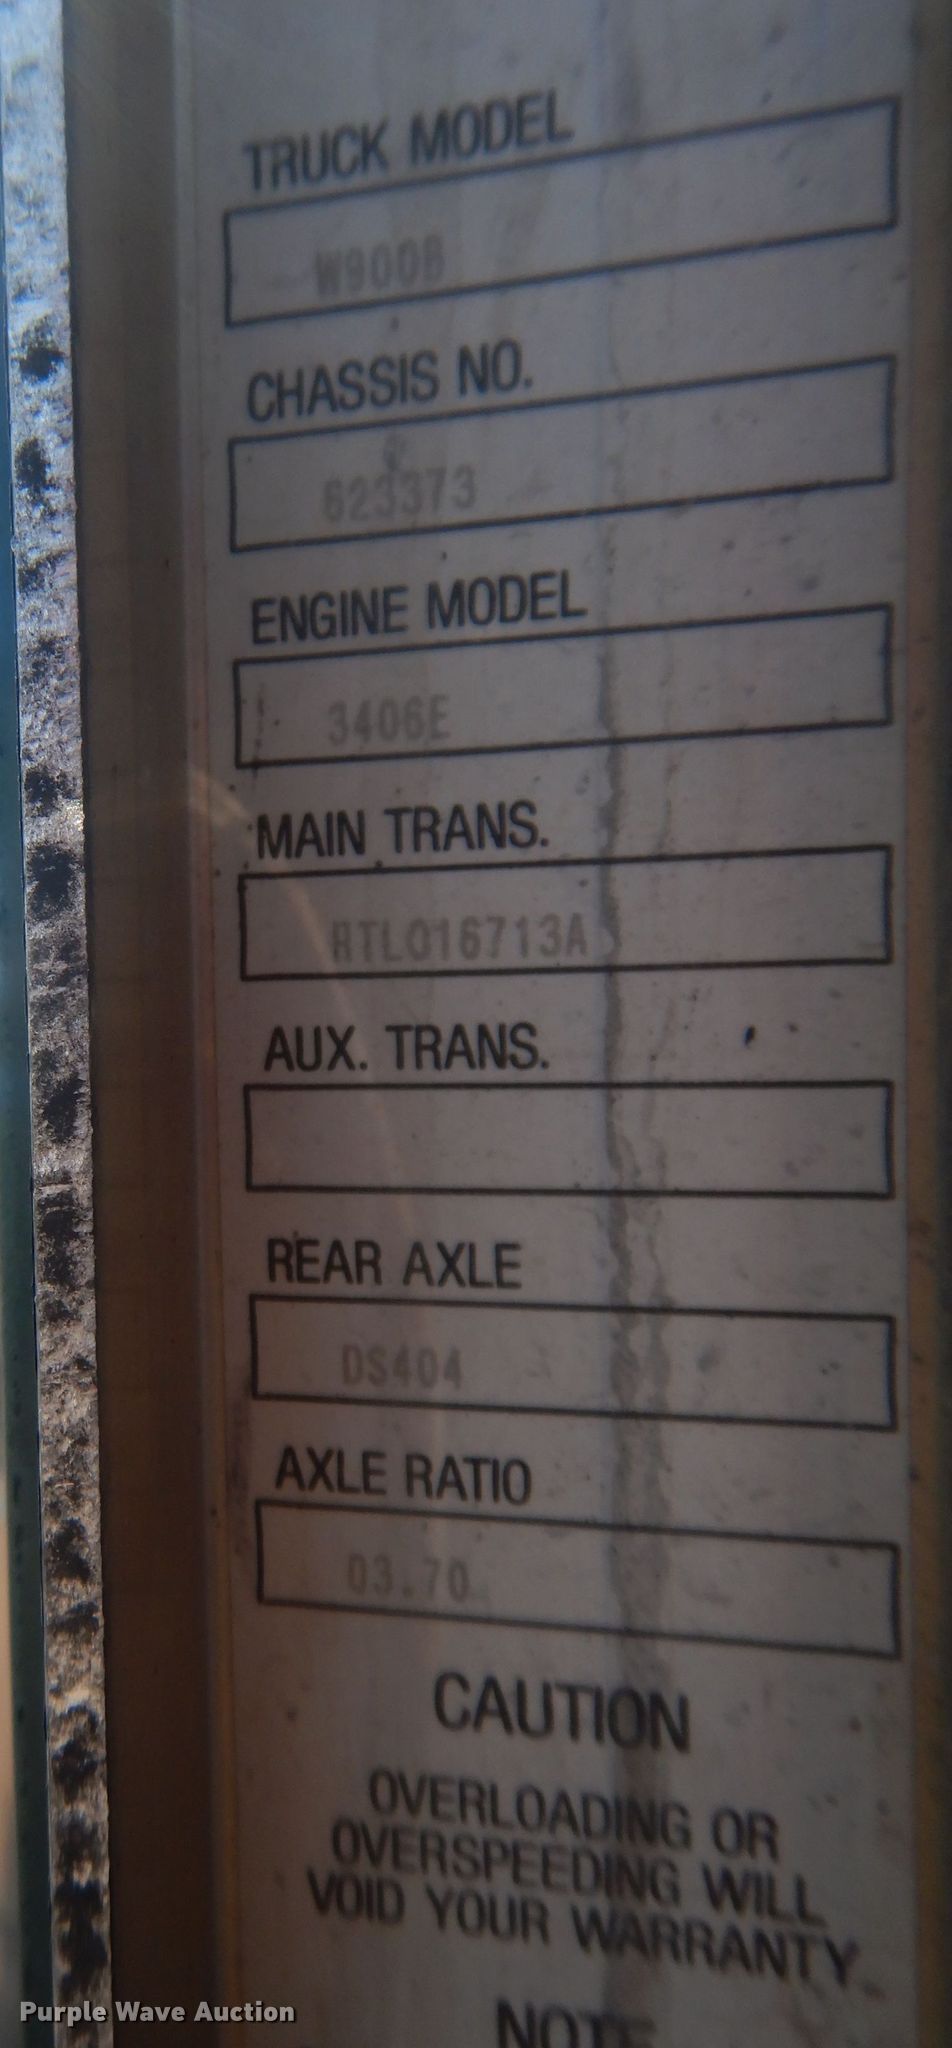 TRUCK MODEL
W900B
CHASSIS NO.
623373
ENGINE MODEL
3406E
MAIN TRANS.
RTLO16713A
AUX. TRANS.
REAR AXLE
DS404
AXLE RATIO
03.70
CAUTION
OVERLOADING OR
OVERSPEEDING WILL
VOID YOUR WARRANTY.
NOTE
Purple Wave Auction